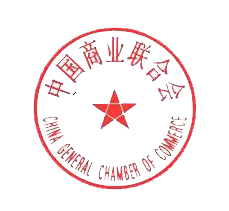 中国商业联合会
CHINA GENERAL CHAMBER OF COMMERCE